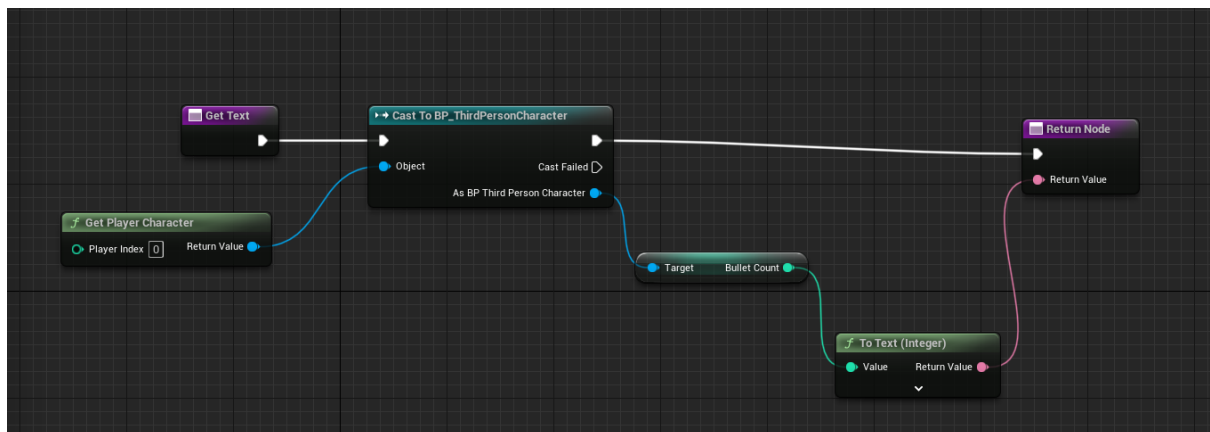 Get Text
Cast To BP_ThirdPersonCharacter
Object
Cast Failed
As BP Third Person Character
Return Node
Return Value
f Get Player Character
Player Index 0 Return Value
Target Bullet Count
f To Text (Integer)
Value Return Value